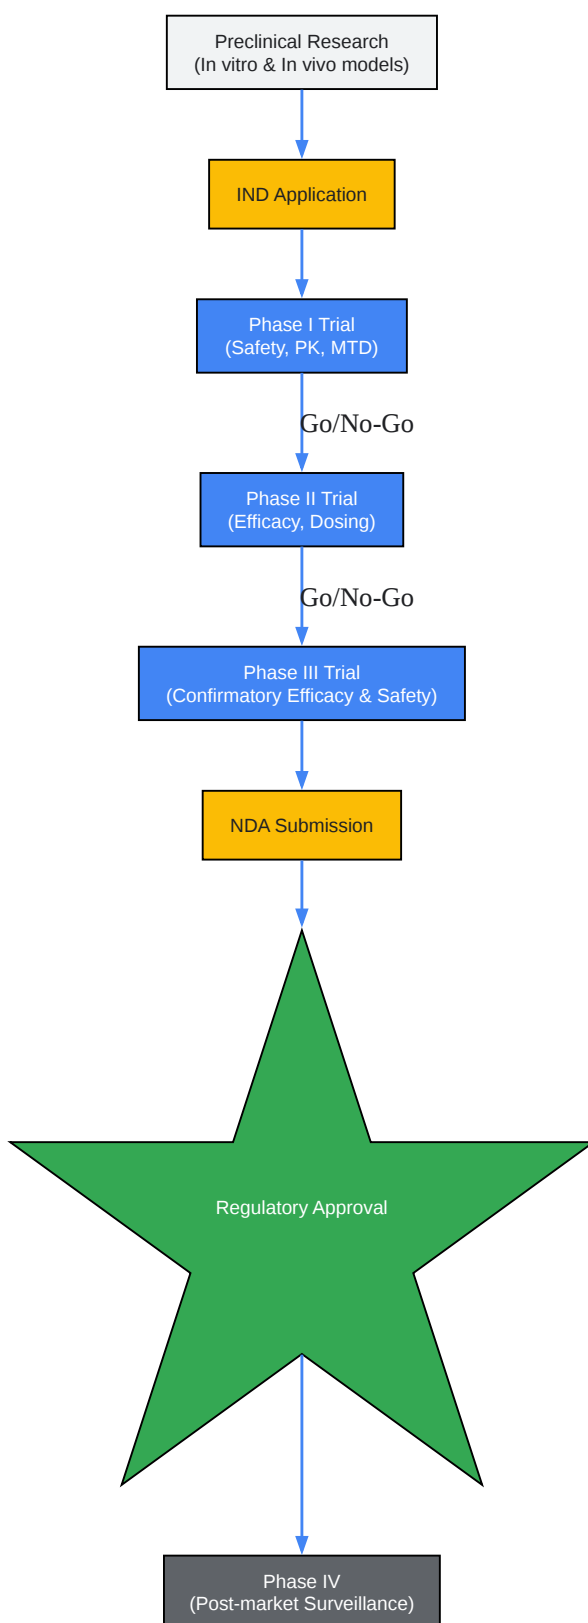 Preclinical Research
(In vitro & In vivo models)
IND Application
Phase I Trial
(Safety, PK, MTD)
Go/No-Go
Phase II Trial
(Efficacy, Dosing)
Go/No-Go
Phase III Trial
(Confirmatory Efficacy & Safety)
NDA Submission
Regulatory Approval
Phase IV
(Post-market Surveillance)